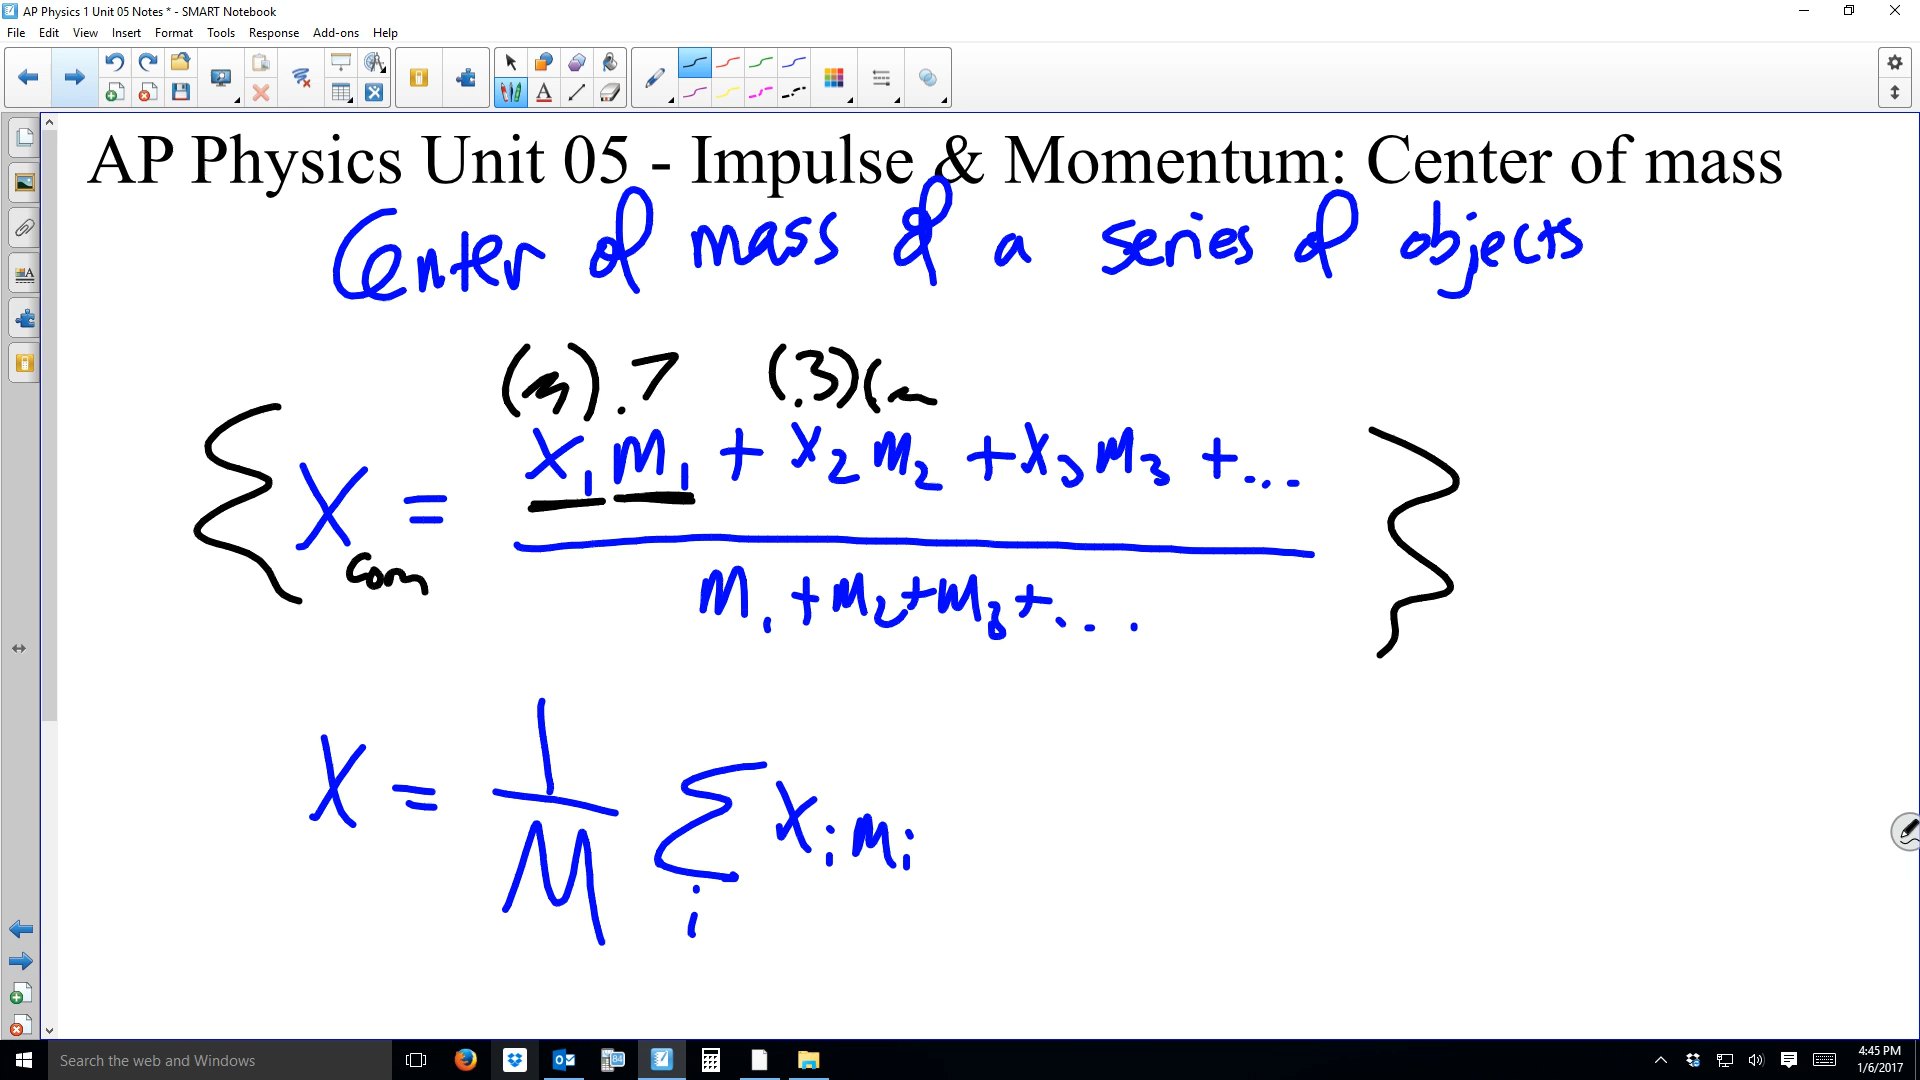 AP Physics 1 Unit 05 Notes * - SMART Notebook
File Edit View Insert Format Tools Response Add-ons Help
AP Physics Unit 05 - Impulse & Momentum: Center of mass
Center of mass of a series of objects
(m) .7 (.3)(m
X com = x₁m₁ + x₂m₂ + x₃m₃ + ...
m₁ + m₂ + m₃ + ...
X = 1/M Σ i xᵢmᵢ
Search the web and Windows
84
4:45 PM
1/6/2017